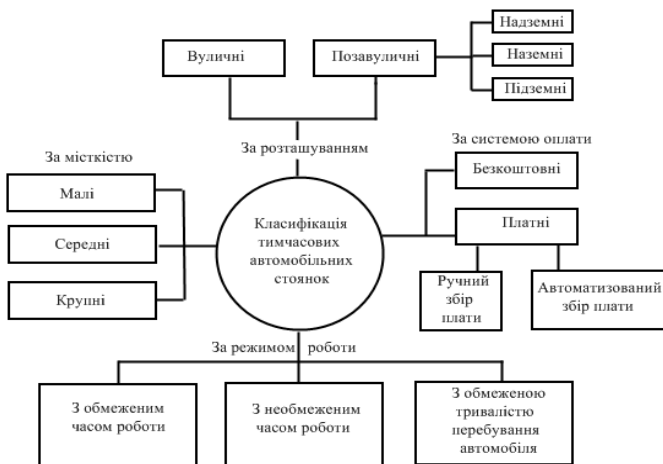 Надземні
Вуличні
Позавуличні
Наземні
Підземні
За розташуванням
За системою оплати
За місткістю
Безкоштовні
Малі
Середні
Крупні
Класифікація
тимчасових
автомобільних
стоянок
Платні
Ручний
збір
плати
Автоматизований
збір плати
За режимом роботи
З обмеженим
часом роботи
З необмеженим
часом роботи
З обмеженою
тривалістю
перебування
автомобіля